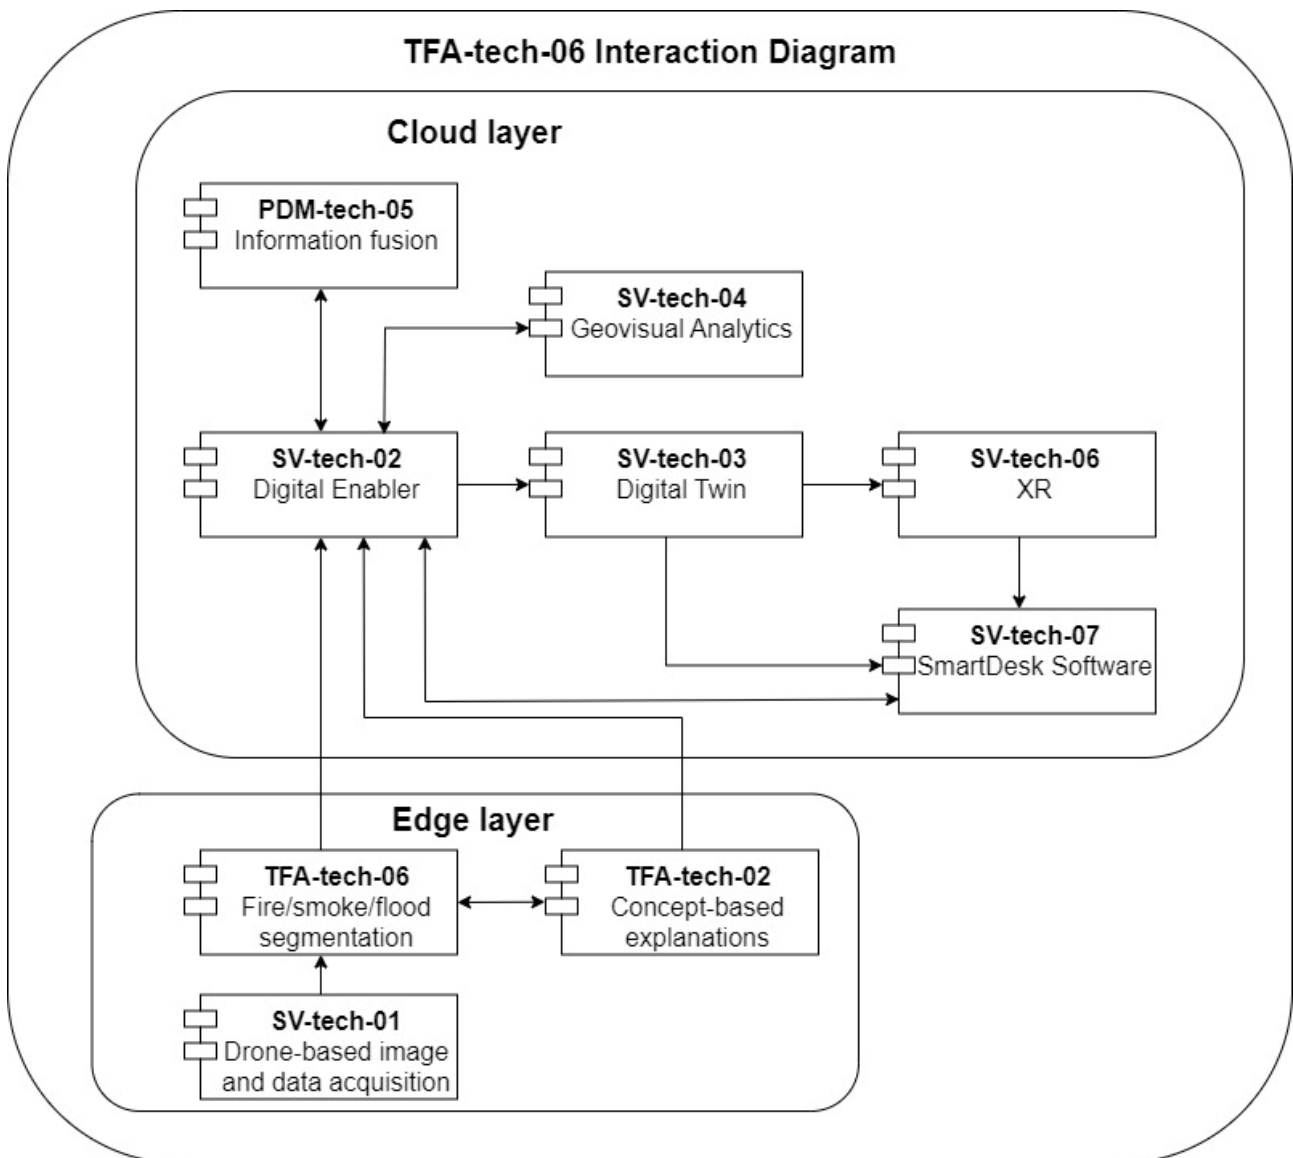 TFA-tech-06 Interaction Diagram
Cloud layer
PDM-tech-05
Information fusion
SV-tech-04
Geovisual Analytics
SV-tech-02
Digital Enabler
SV-tech-03
Digital Twin
SV-tech-06
XR
SV-tech-07
SmartDesk Software
Edge layer
TFA-tech-06
Fire/smoke/flood
segmentation
TFA-tech-02
Concept-based
explanations
SV-tech-01
Drone-based image
and data acquisition